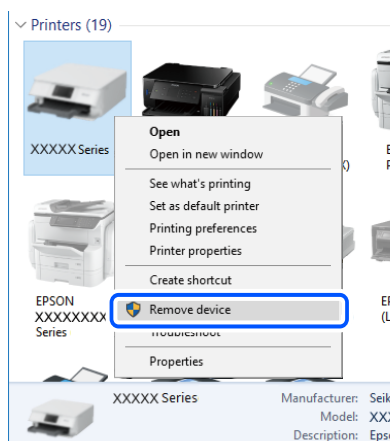 Printers (19)
XXXXX Series
Open
Open in new window
See what's printing
Set as default printer
Printing preferences
Printer properties
Create shortcut
Remove device
Troubleshoot
Properties
EPSON
XXXXXXXX
Series
XXXXX Series
Manufacturer:
Model:
Description: